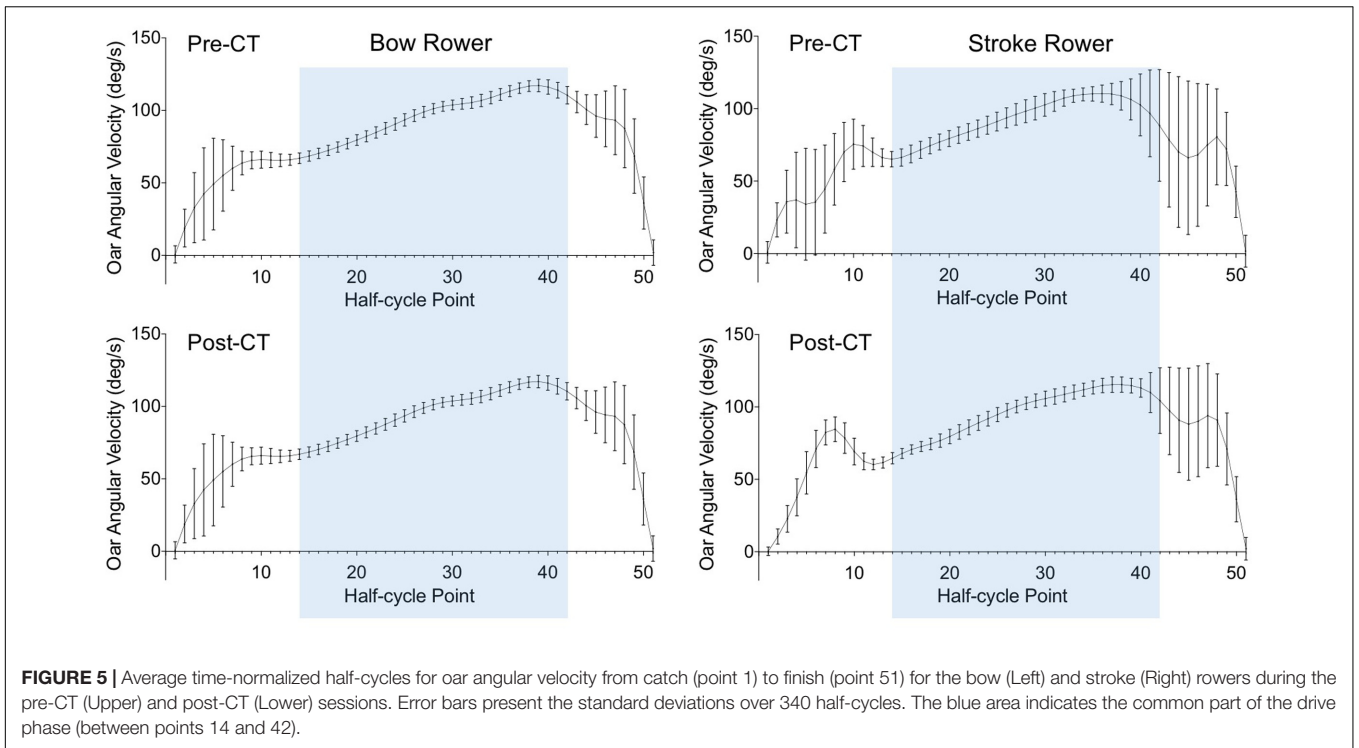 Pre-CT
Bow Rower
Oar Angular Velocity (deg/s)
150
100
50
0
10
20
30
40
50
Half-cycle Point
Pre-CT
Stroke Rower
Oar Angular Velocity (deg/s)
150
100
50
0
10
20
30
40
50
Half-cycle Point
Post-CT
Oar Angular Velocity (deg/s)
150
100
50
0
10
20
30
40
50
Half-cycle Point
Post-CT
Oar Angular Velocity (deg/s)
150
100
50
0
10
20
30
40
50
Half-cycle Point
FIGURE 5 | Average time-normalized half-cycles for oar angular velocity from catch (point 1) to finish (point 51) for the bow (Left) and stroke (Right) rowers during the
pre-CT (Upper) and post-CT (Lower) sessions. Error bars present the standard deviations over 340 half-cycles. The blue area indicates the common part of the drive
phase (between points 14 and 42).